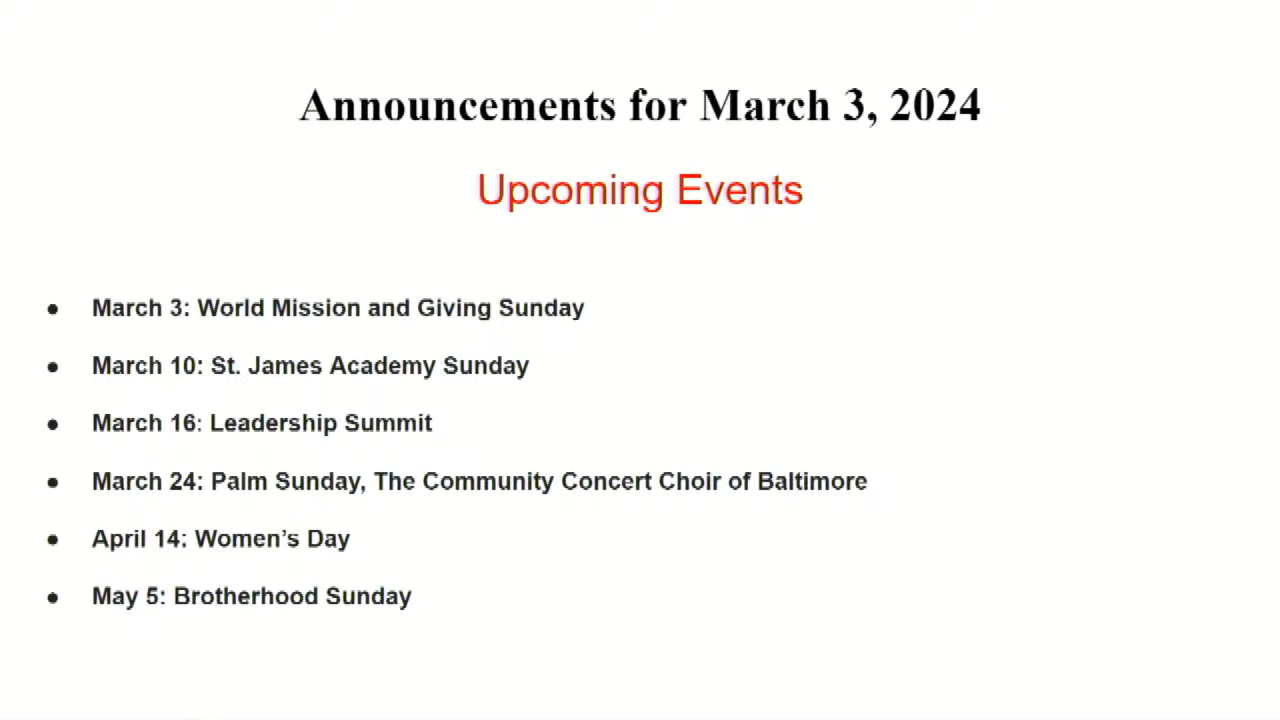 Announcements for March 3, 2024
Upcoming Events
● March 3: World Mission and Giving Sunday
● March 10: St. James Academy Sunday
● March 16: Leadership Summit
● March 24: Palm Sunday, The Community Concert Choir of Baltimore
● April 14: Women’s Day
● May 5: Brotherhood Sunday